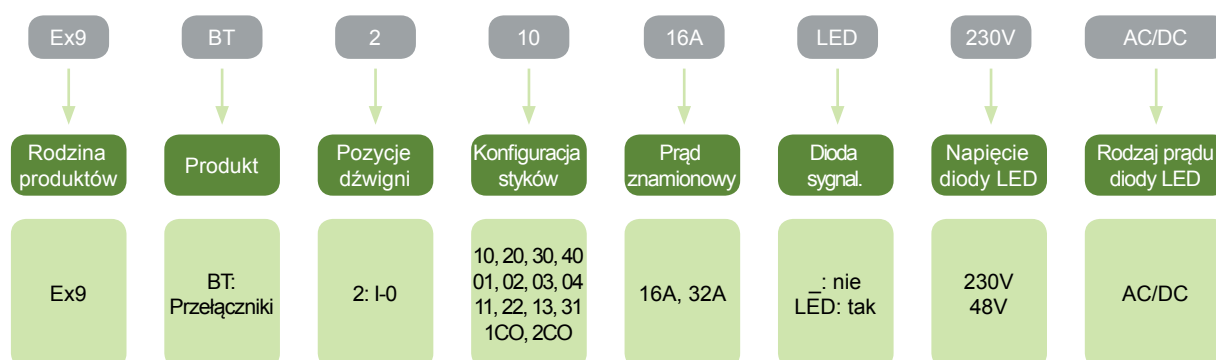 Ex9 BT 2 10 16A LED 230V AC/DC
Rodzina produktów
Produkt
Pozycje dźwigni
Konfiguracja styków
Prąd znamionowy
Dioda sygnal.
Napięcie diody LED
Rodzaj prądu diody LED
Ex9
BT:
Przełączniki
2: I-0
10, 20, 30, 40
01, 02, 03, 04
11, 22, 13, 31
1CO, 2CO
16A, 32A
_: nie
LED: tak
230V
48V
AC/DC